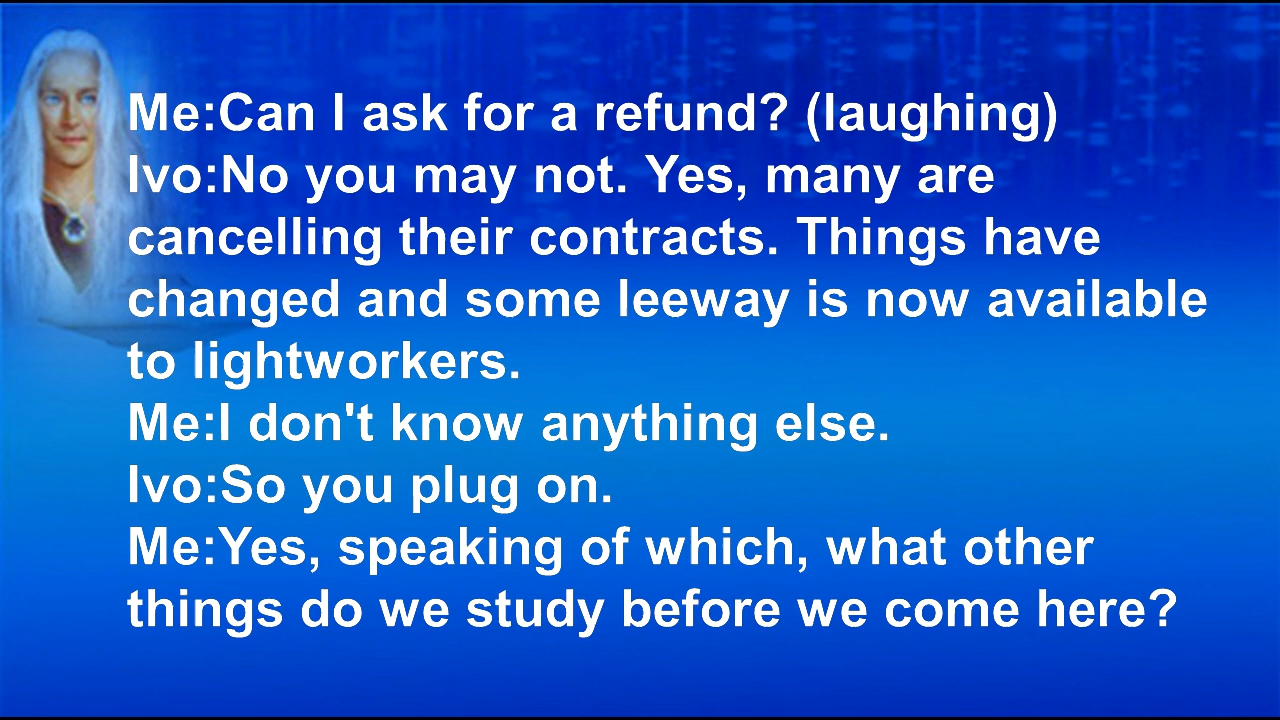 Me:Can I ask for a refund? (laughing)
Ivo:No you may not. Yes, many are
cancelling their contracts. Things have
changed and some leeway is now available
to lightworkers.
Me:I don't know anything else.
Ivo:So you plug on.
Me:Yes, speaking of which, what other
things do we study before we come here?